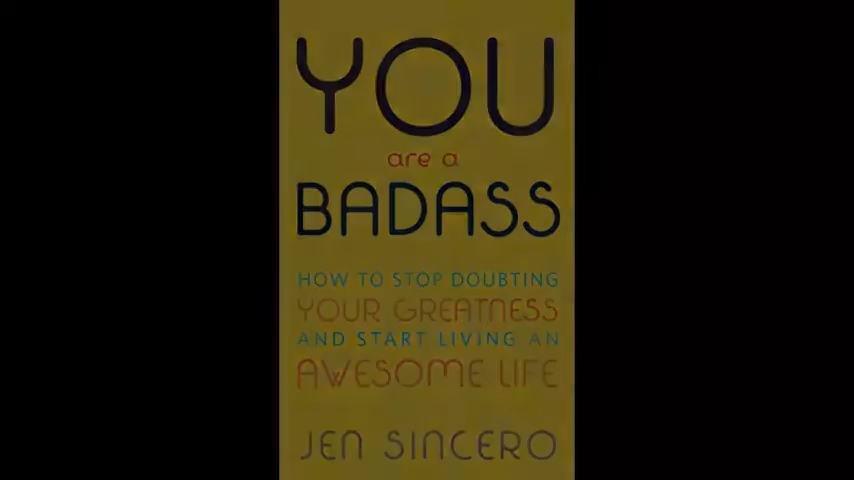 YOU
are a
BADASS
HOW TO STOP DOUBTING
YOUR GREATNESS
AND START LIVING AN
AWESOME LIFE
JEN SINCERO